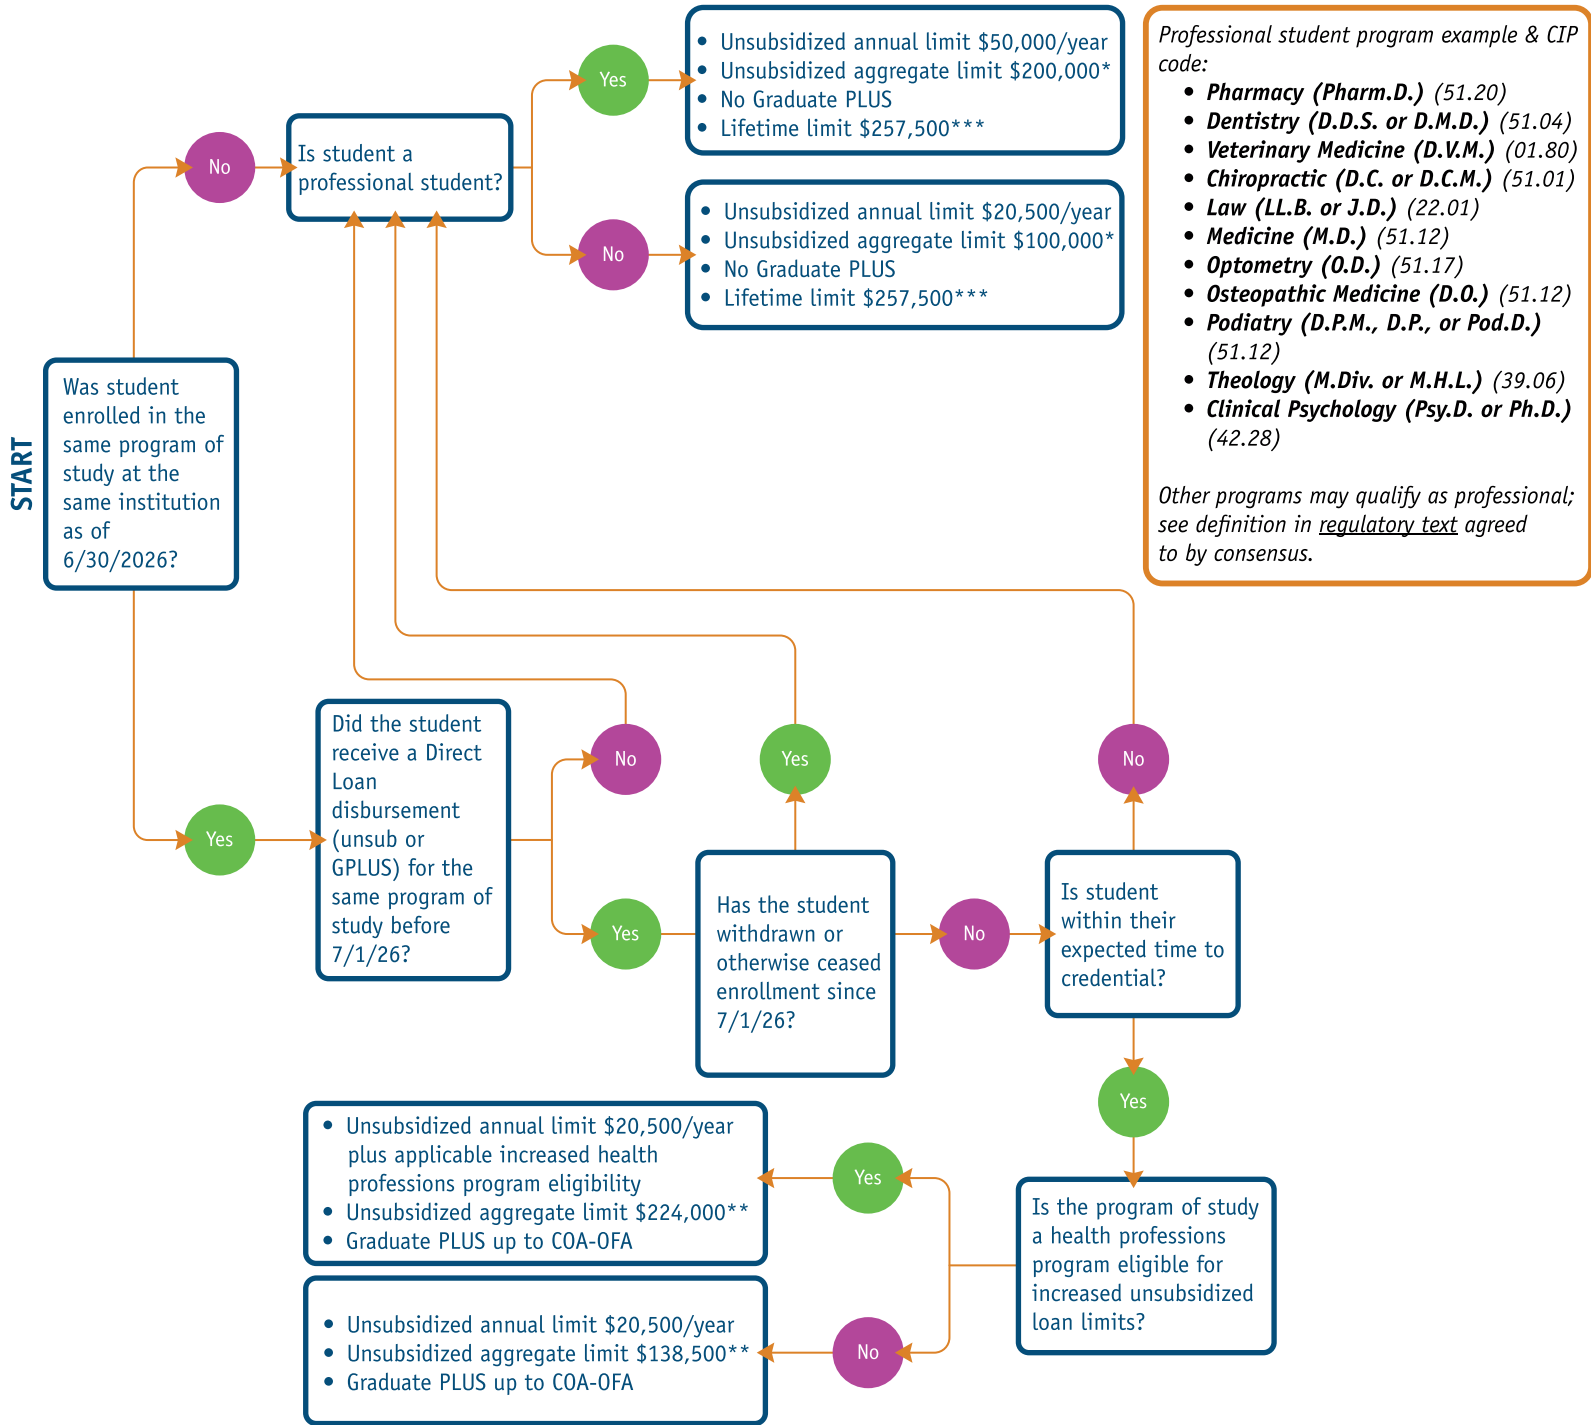 START
Was student
enrolled in the
same program of
study at the
same institution
as of
6/30/2026?
No
Is student a
professional student?
Yes
• Unsubsidized annual limit $50,000/year
• Unsubsidized aggregate limit $200,000*
• No Graduate PLUS
• Lifetime limit $257,500***
No
• Unsubsidized annual limit $20,500/year
• Unsubsidized aggregate limit $100,000*
• No Graduate PLUS
• Lifetime limit $257,500***
Professional student program example & CIP
code:
• Pharmacy (Pharm.D.) (51.20)
• Dentistry (D.D.S. or D.M.D.) (51.04)
• Veterinary Medicine (D.V.M.) (01.80)
• Chiropractic (D.C. or D.C.M.) (51.01)
• Law (LL.B. or J.D.) (22.01)
• Medicine (M.D.) (51.12)
• Optometry (O.D.) (51.17)
• Osteopathic Medicine (D.O.) (51.12)
• Podiatry (D.P.M., D.P., or Pod.D.)
(51.12)
• Theology (M.Div. or M.H.L.) (39.06)
• Clinical Psychology (Psy.D. or Ph.D.)
(42.28)
Other programs may qualify as professional;
see definition in regulatory text agreed
to by consensus.
Yes
Did the student
receive a Direct
Loan
disbursement
(unsub or
GPLUS) for the
same program of
study before
7/1/26?
No
Yes
Has the student
withdrawn or
otherwise ceased
enrollment since
7/1/26?
Yes
No
Is student
within their
expected time to
credential?
No
Yes
Is the program of study
a health professions
program eligible for
increased unsubsidized
loan limits?
Yes
• Unsubsidized annual limit $20,500/year
plus applicable increased health
professions program eligibility
• Unsubsidized aggregate limit $224,000**
• Graduate PLUS up to COA-OFA
No
• Unsubsidized annual limit $20,500/year
• Unsubsidized aggregate limit $138,500**
• Graduate PLUS up to COA-OFA